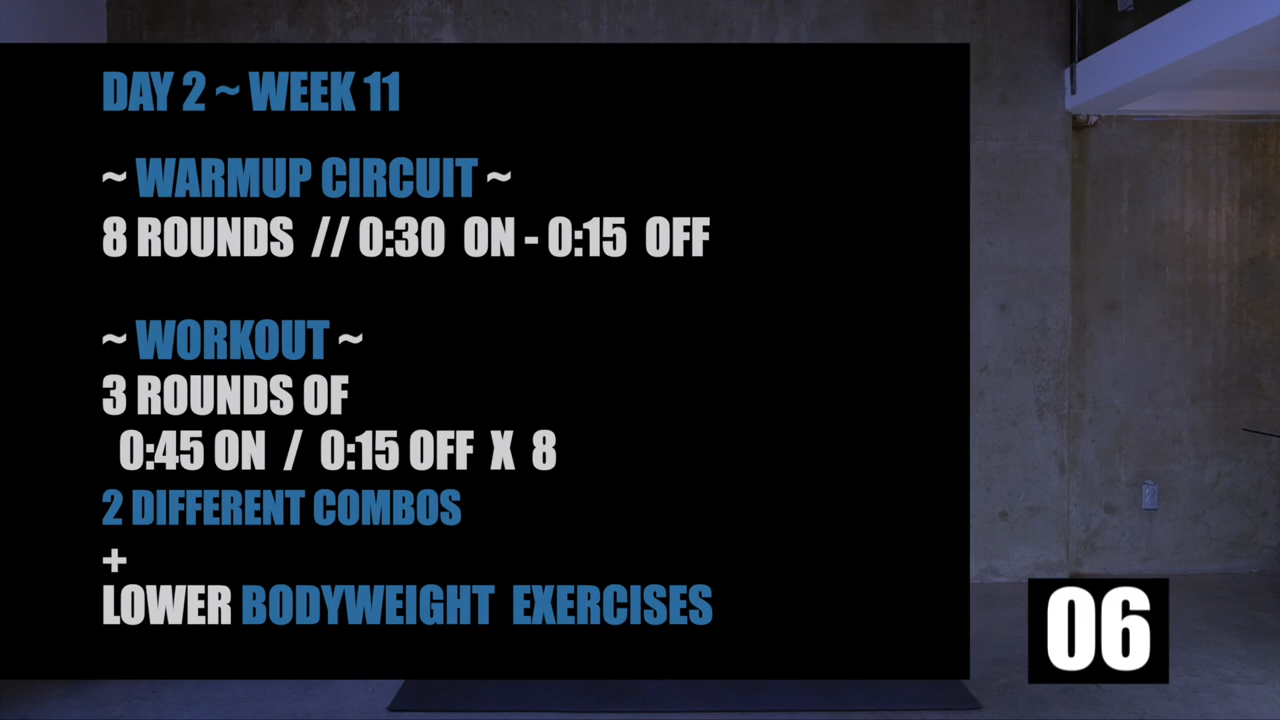 DAY 2 ~ WEEK 11
~ WARMUP CIRCUIT ~
8 ROUNDS // 0:30 ON - 0:15 OFF
~ WORKOUT ~
3 ROUNDS OF
0:45 ON / 0:15 OFF X 8
2 DIFFERENT COMBOS
+
LOWER BODYWEIGHT EXERCISES
06